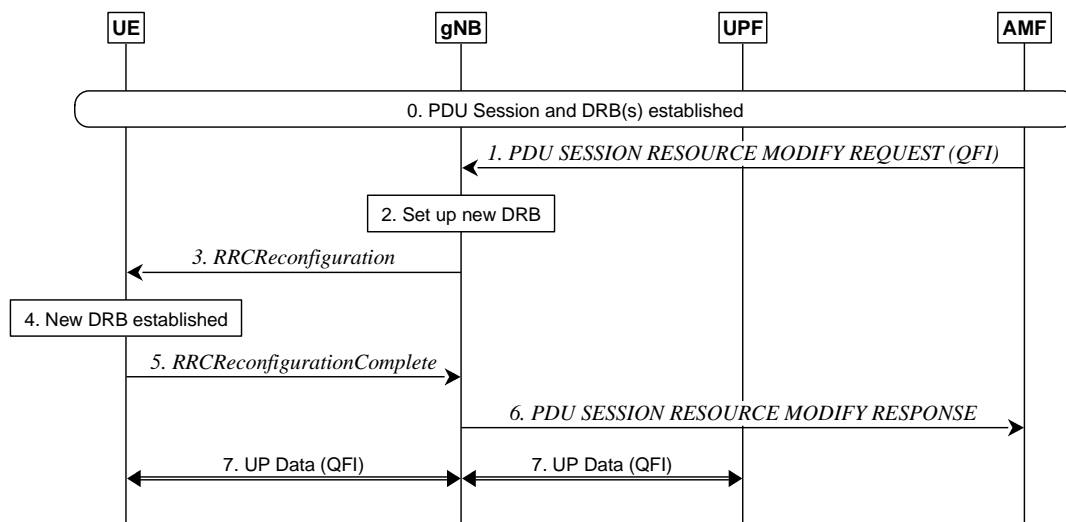 UE
gNB
UPF
AMF
0. PDU Session and DRB(s) established
1. PDU SESSION RESOURCE MODIFY REQUEST (QFI)
2. Set up new DRB
3. RRCReconfiguration
4. New DRB established
5. RRCReconfigurationComplete
6. PDU SESSION RESOURCE MODIFY RESPONSE
7. UP Data (QFI)
7. UP Data (QFI)